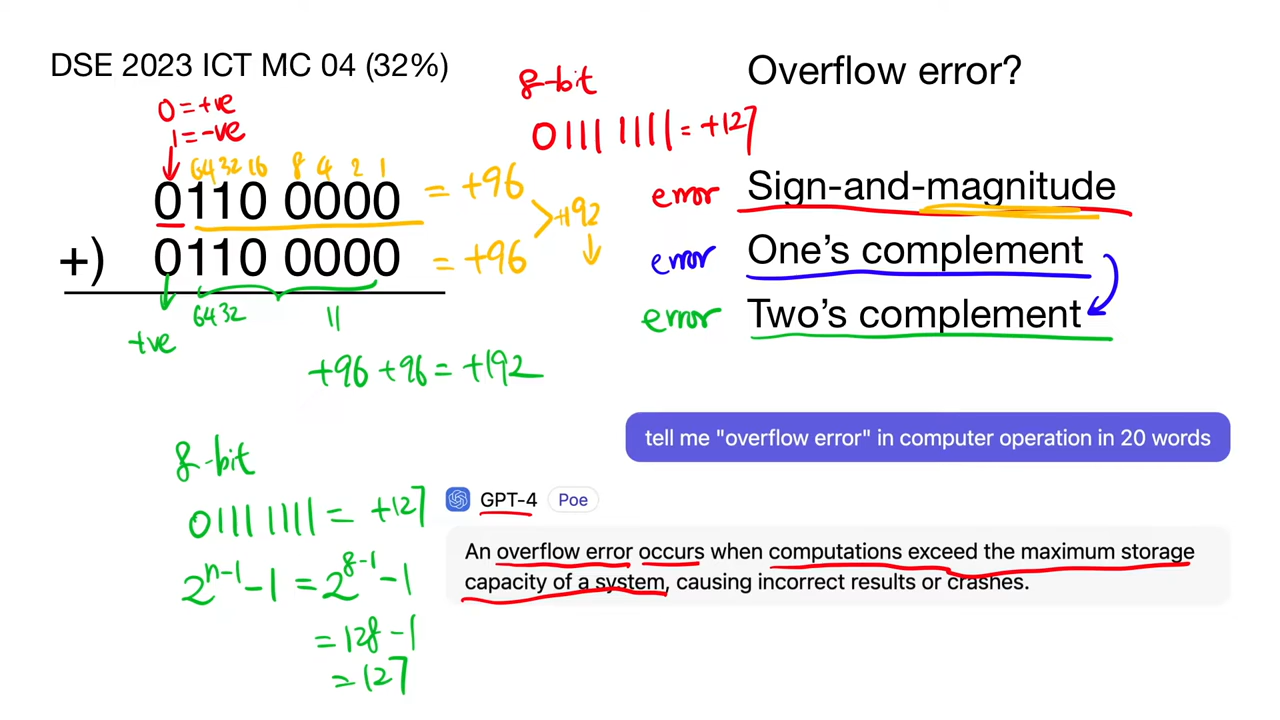 DSE 2023 ICT MC 04 (32%)
0 = +ve
1 = -ve
64 32 16 8 4 2 1
0110 0000 = +96
+) 0110 0000 = +96
+192
64 32
+ve
11
+96 +96 = +192
8-bit
0111 1111 = +127
2^n-1 -1 = 2^8-1 -1
= 128 -1
= 127
8-bit
0111 1111 = +127
Overflow error?
error Sign-and-magnitude
error One's complement
error Two's complement
tell me "overflow error" in computer operation in 20 words
GPT-4 Poe
An overflow error occurs when computations exceed the maximum storage
capacity of a system, causing incorrect results or crashes.